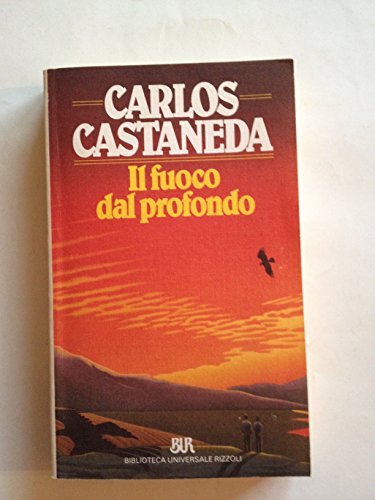 CARLOS
CASTANEDA
Il fuoco
dal profondo
BUR
BIBLIOTECA UNIVERSALE RIZZOLI